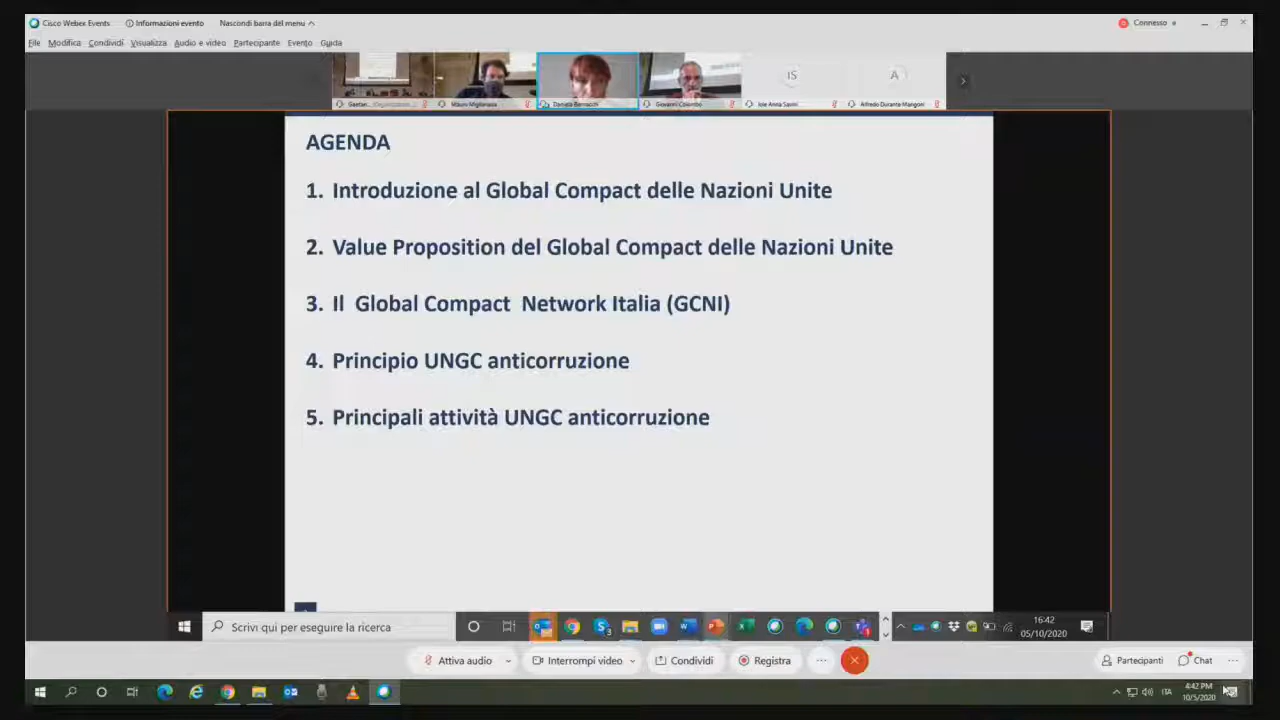 Cisco Webex Events
Informazioni evento
Nascondi barra del menu
Connesso
File Modifica Condividi Visualizza Audio e video Partecipante Evento Guida
IS
A
Mauro Miglianasia
Daniela Bernacchi
Giovanni Colombo
Iole Anna Savini
Alfredo Durante Mangoni
AGENDA
1. Introduzione al Global Compact delle Nazioni Unite
2. Value Proposition del Global Compact delle Nazioni Unite
3. Il Global Compact Network Italia (GCNI)
4. Principio UNGC anticorruzione
5. Principali attività UNGC anticorruzione
Scrivi qui per eseguire la ricerca
16:42
05/10/2020
Attiva audio
Interrompi video
Condividi
Registra
Partecipanti
Chat
ITA
4:42 PM
10/5/2020